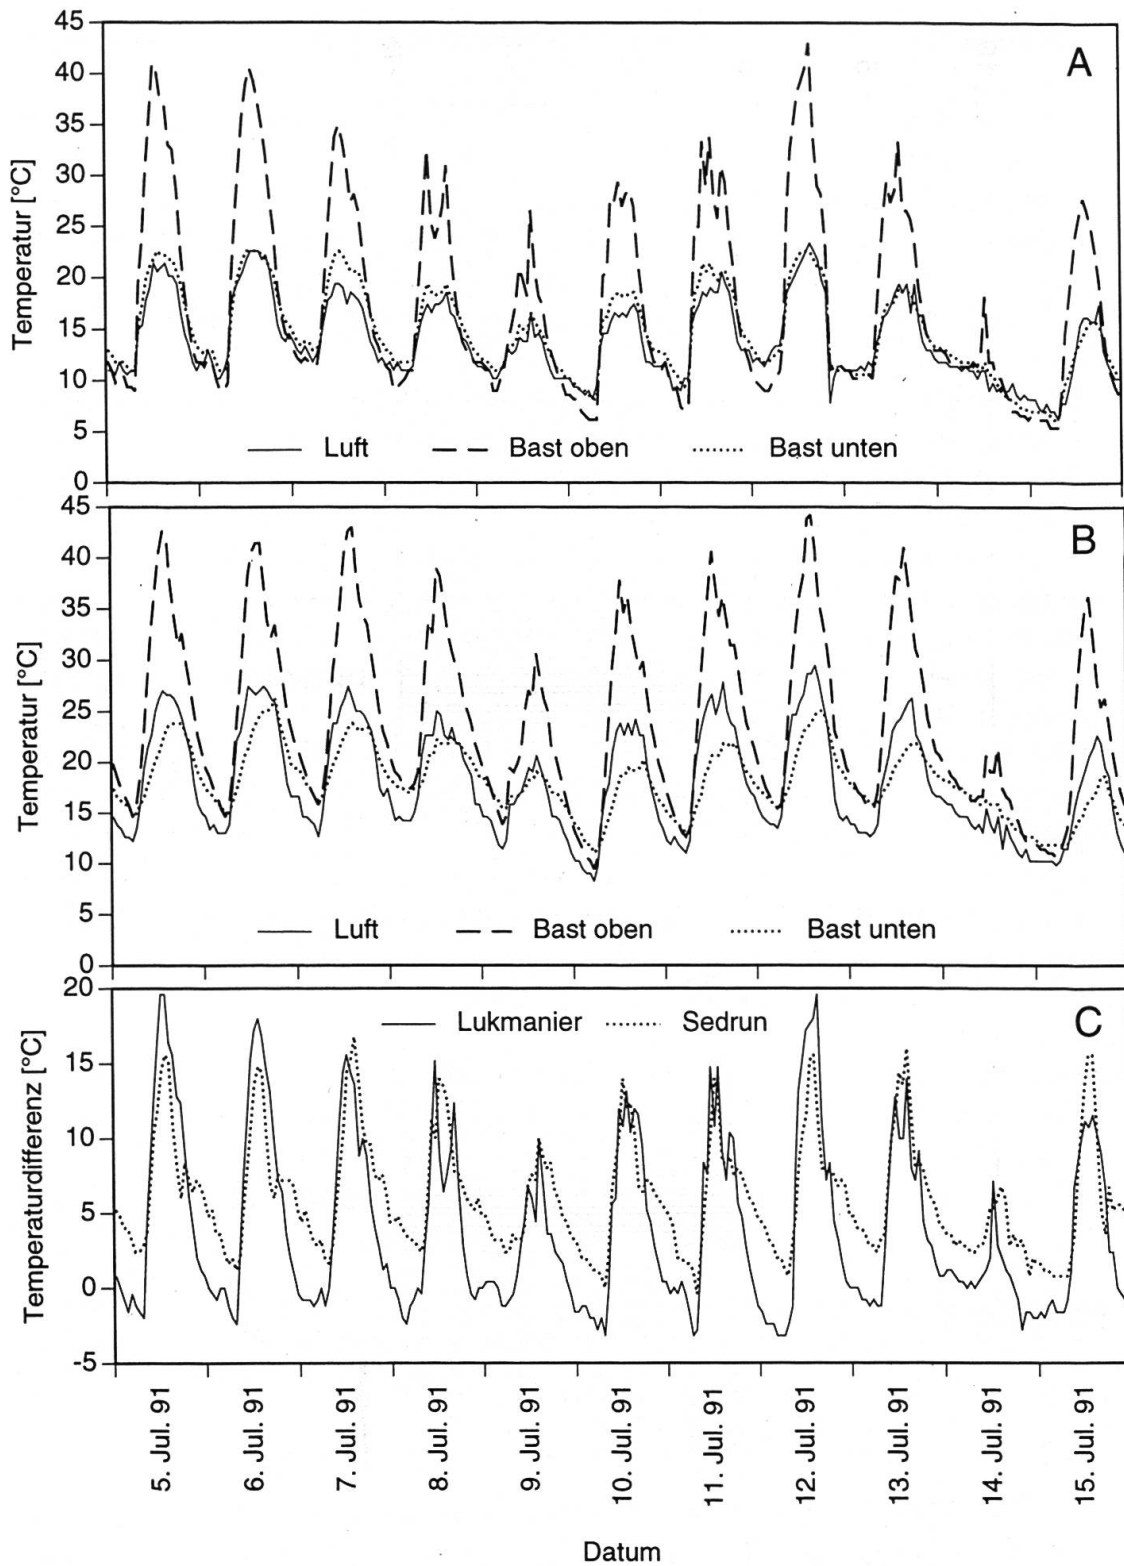 A
Temperatur [°C]
45
40
35
30
25
20
15
10
5
0
Luft Bast oben Bast unten
B
Temperatur [°C]
45
40
35
30
25
20
15
10
5
0
Luft Bast oben Bast unten
C
Temperaturdifferenz [°C]
20
15
10
5
0
-5
Lukmanier Sedrun
5. Jul. 91
6. Jul. 91
7. Jul. 91
8. Jul. 91
9. Jul. 91
10. Jul. 91
11. Jul. 91
12. Jul. 91
13. Jul. 91
14. Jul. 91
15. Jul. 91
Datum